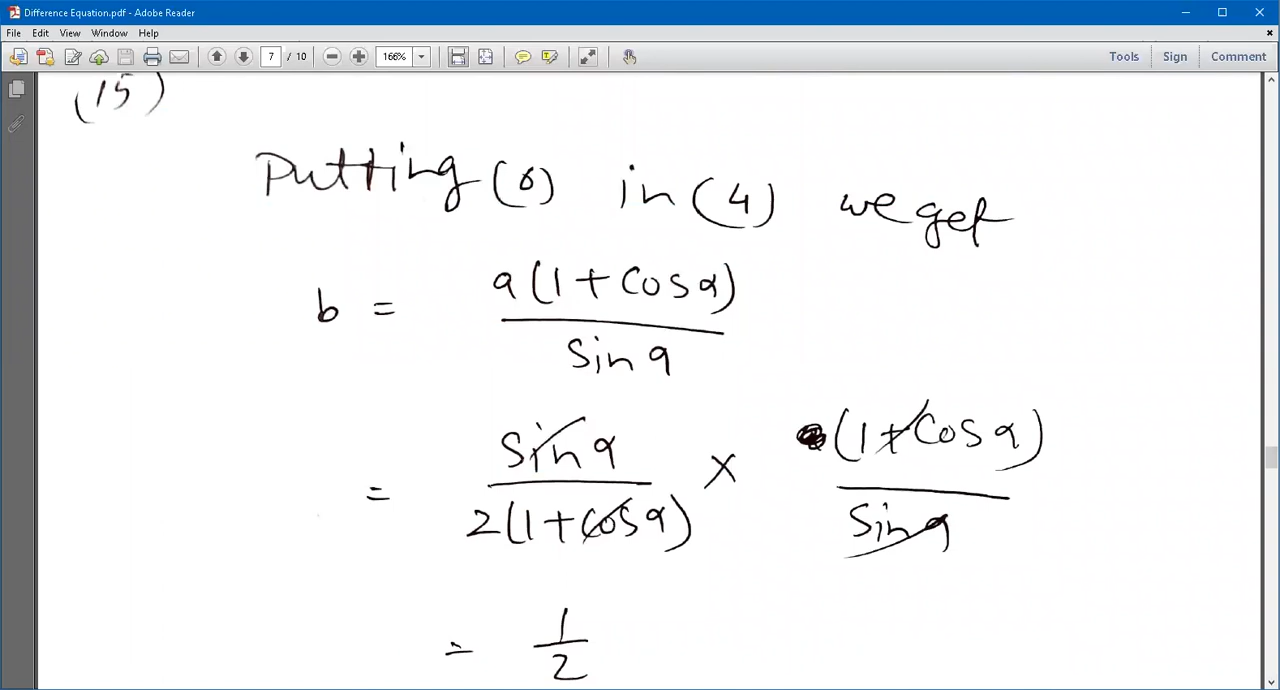 Difference Equation.pdf - Adobe Reader
File Edit View Window Help
7 / 10 166% Tools Sign Comment
(15)
Putting (6) in (4) we get
b = a(1 + cos α) / sin α
= sin α / 2(1 + cos α) × (1 + cos α) / sin α
= 1/2